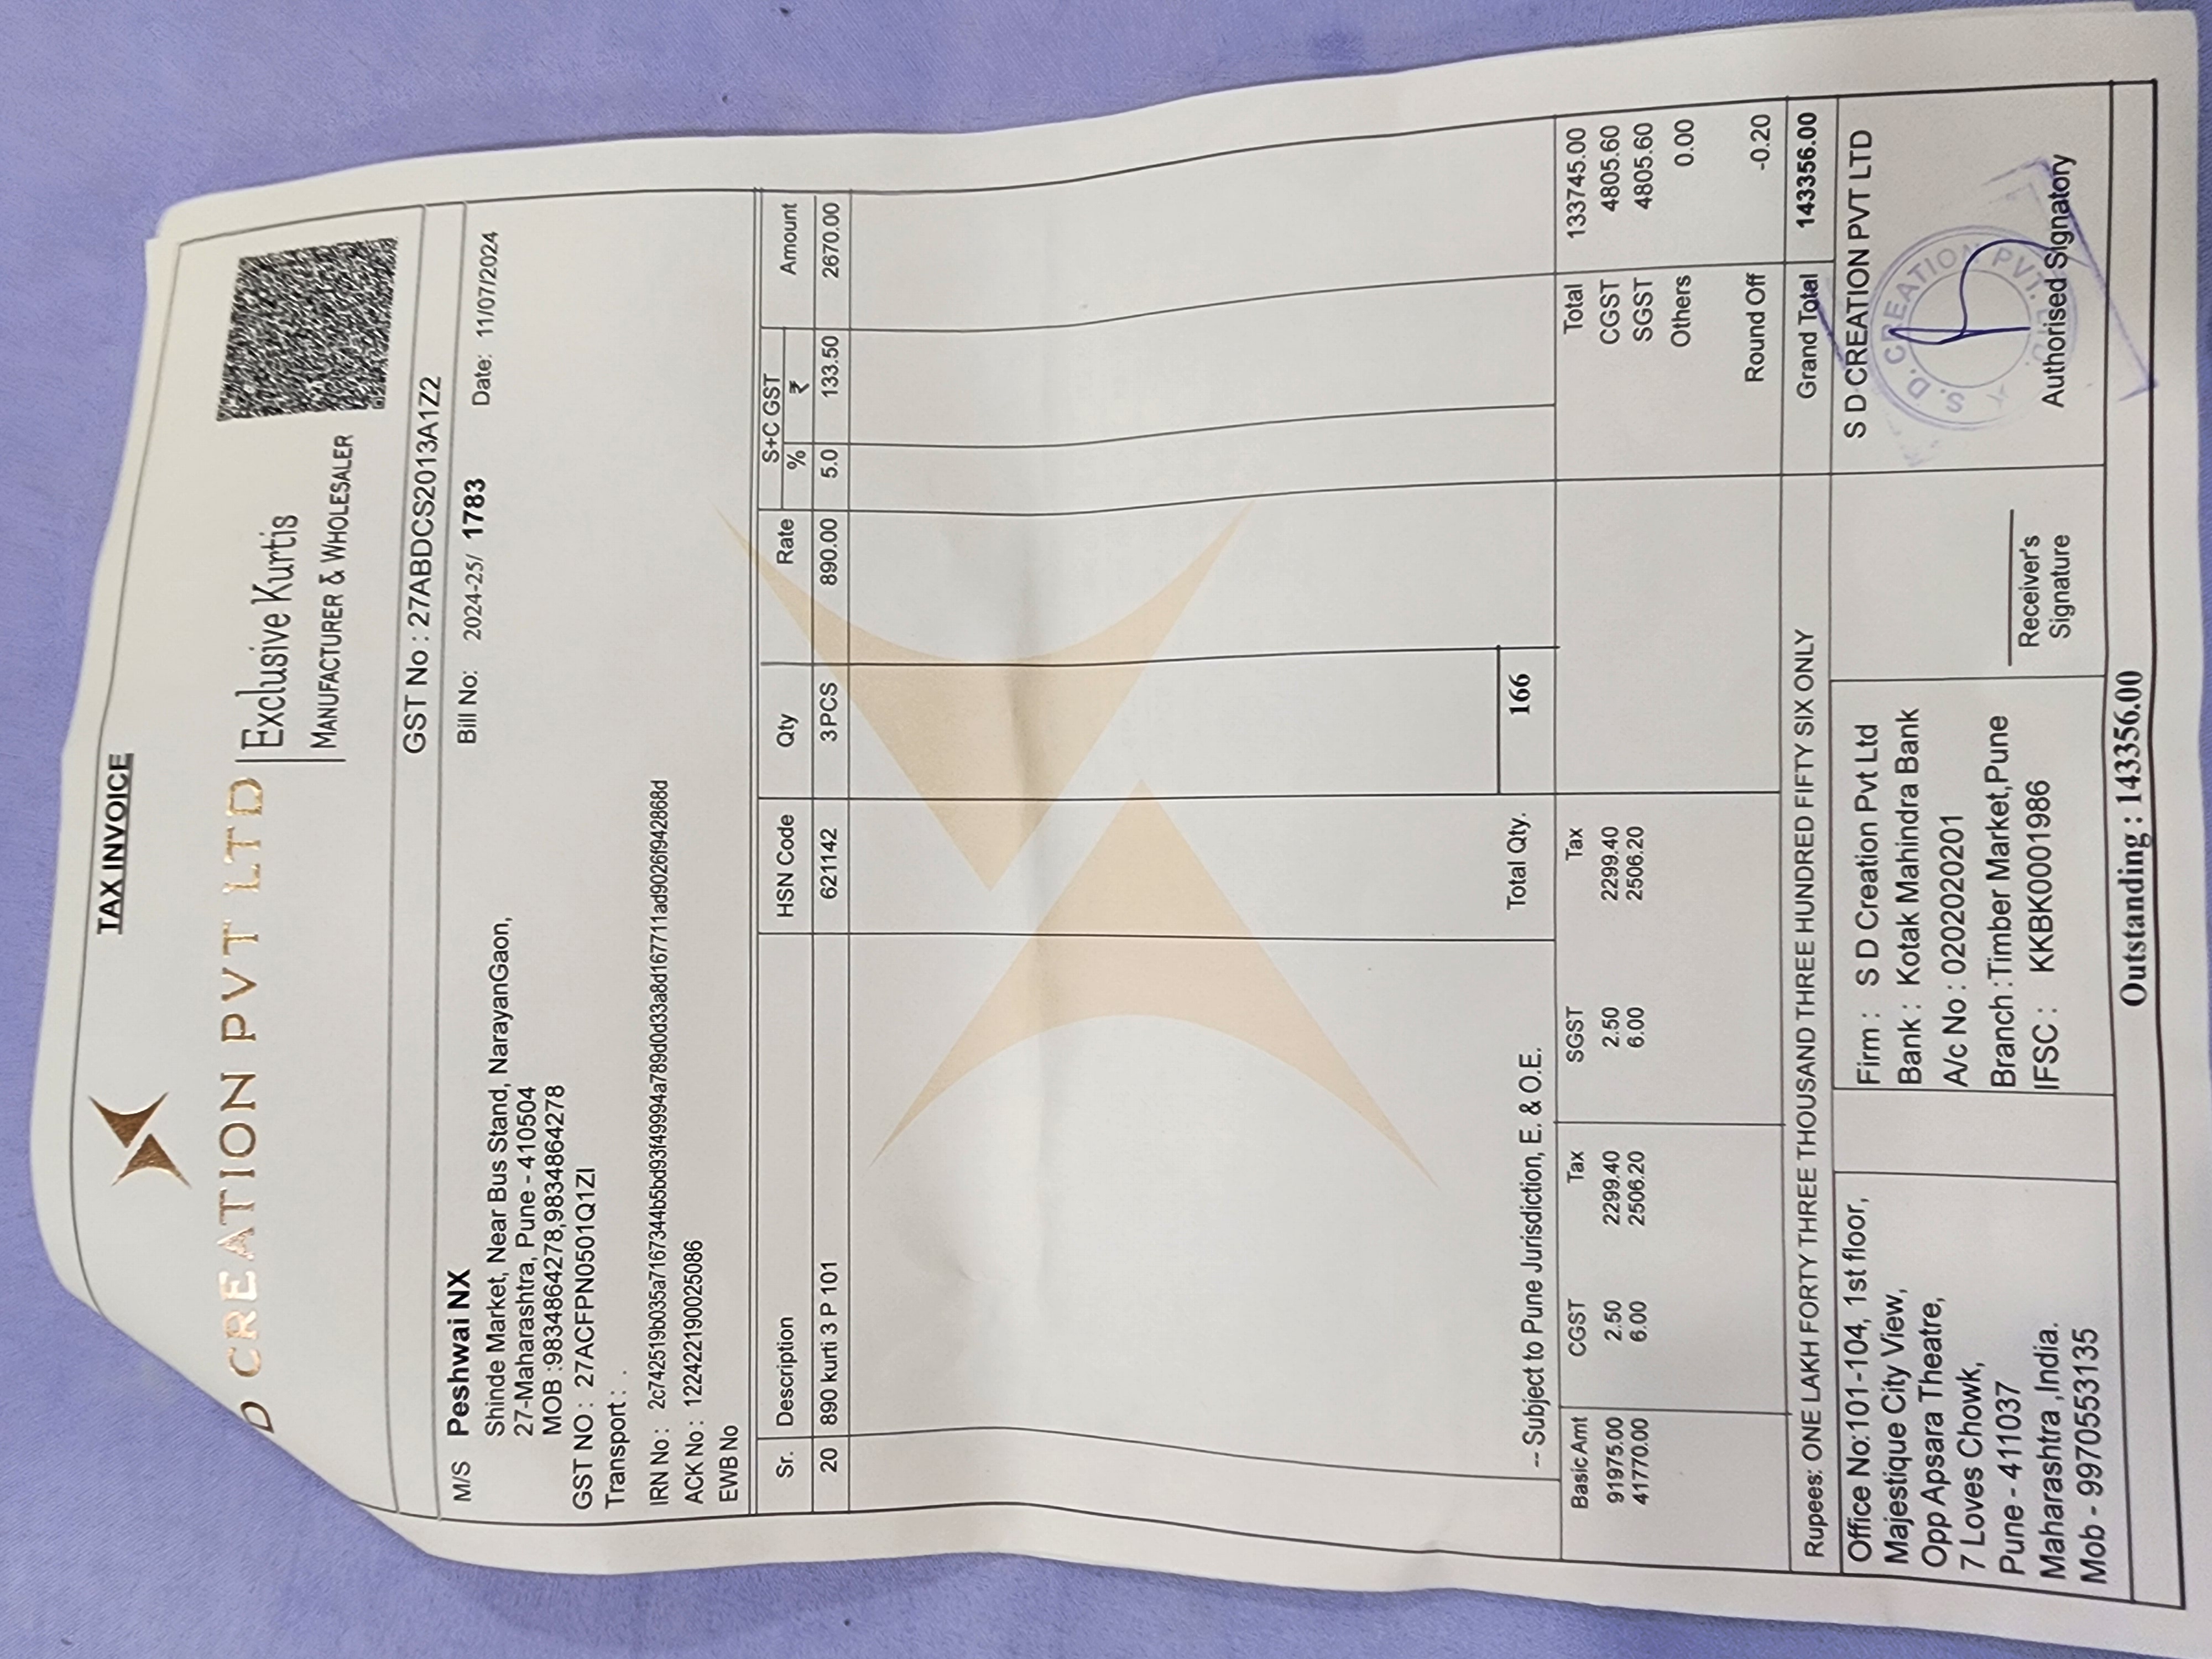 TAX INVOICE
D CREATION PVT LTD
Exclusive Kurtis
MANUFACTURER & WHOLESALER
GST No : 27ABDCS2013A1Z2
M/S Peshwai NX
Bill No: 2024-25/ 1783 Date: 11/07/2024
Shinde Market, Near Bus Stand, NarayanGaon,
27-Maharashtra, Pune - 410504
MOB :9834864278,9834864278
GST NO : 27ACFPN0501Q1ZI
Transport : .
IRN No : 2c742519b035a7167344b5bd93f49994a789d0d33a8d167711ad9026f942868d
ACK No : 122422190025086
EWB No
Sr. Description HSN Code Qty Rate S+C GST % ₹ Amount
20 890 kurti 3 P 101 621142 3 PCS 890.00 5.0 133.50 2670.00
-- Subject to Pune Jurisdiction, E. & O.E. Total Qty. 166
Basic Amt CGST Tax SGST Tax Total 133745.00
91975.00 2.50 2299.40 2.50 2299.40 CGST 4805.60
41770.00 6.00 2506.20 6.00 2506.20 SGST 4805.60
Others 0.00
Round Off -0.20
Rupees: ONE LAKH FORTY THREE THOUSAND THREE HUNDRED FIFTY SIX ONLY Grand Total 143356.00
Office No:101-104, 1st floor,
Majestique City View,
Opp Apsara Theatre,
7 Loves Chowk,
Pune - 411037
Maharashtra ,India.
Mob - 9970553135
Firm : S D Creation Pvt Ltd
Bank : Kotak Mahindra Bank
A/c No : 0202020201
Branch :Timber Market,Pune
IFSC : KKBK0001986
Receiver's
Signature
S D CREATION PVT LTD
S. D. CREATION PVT. LTD.
Authorised Signatory
Outstanding : 143356.00